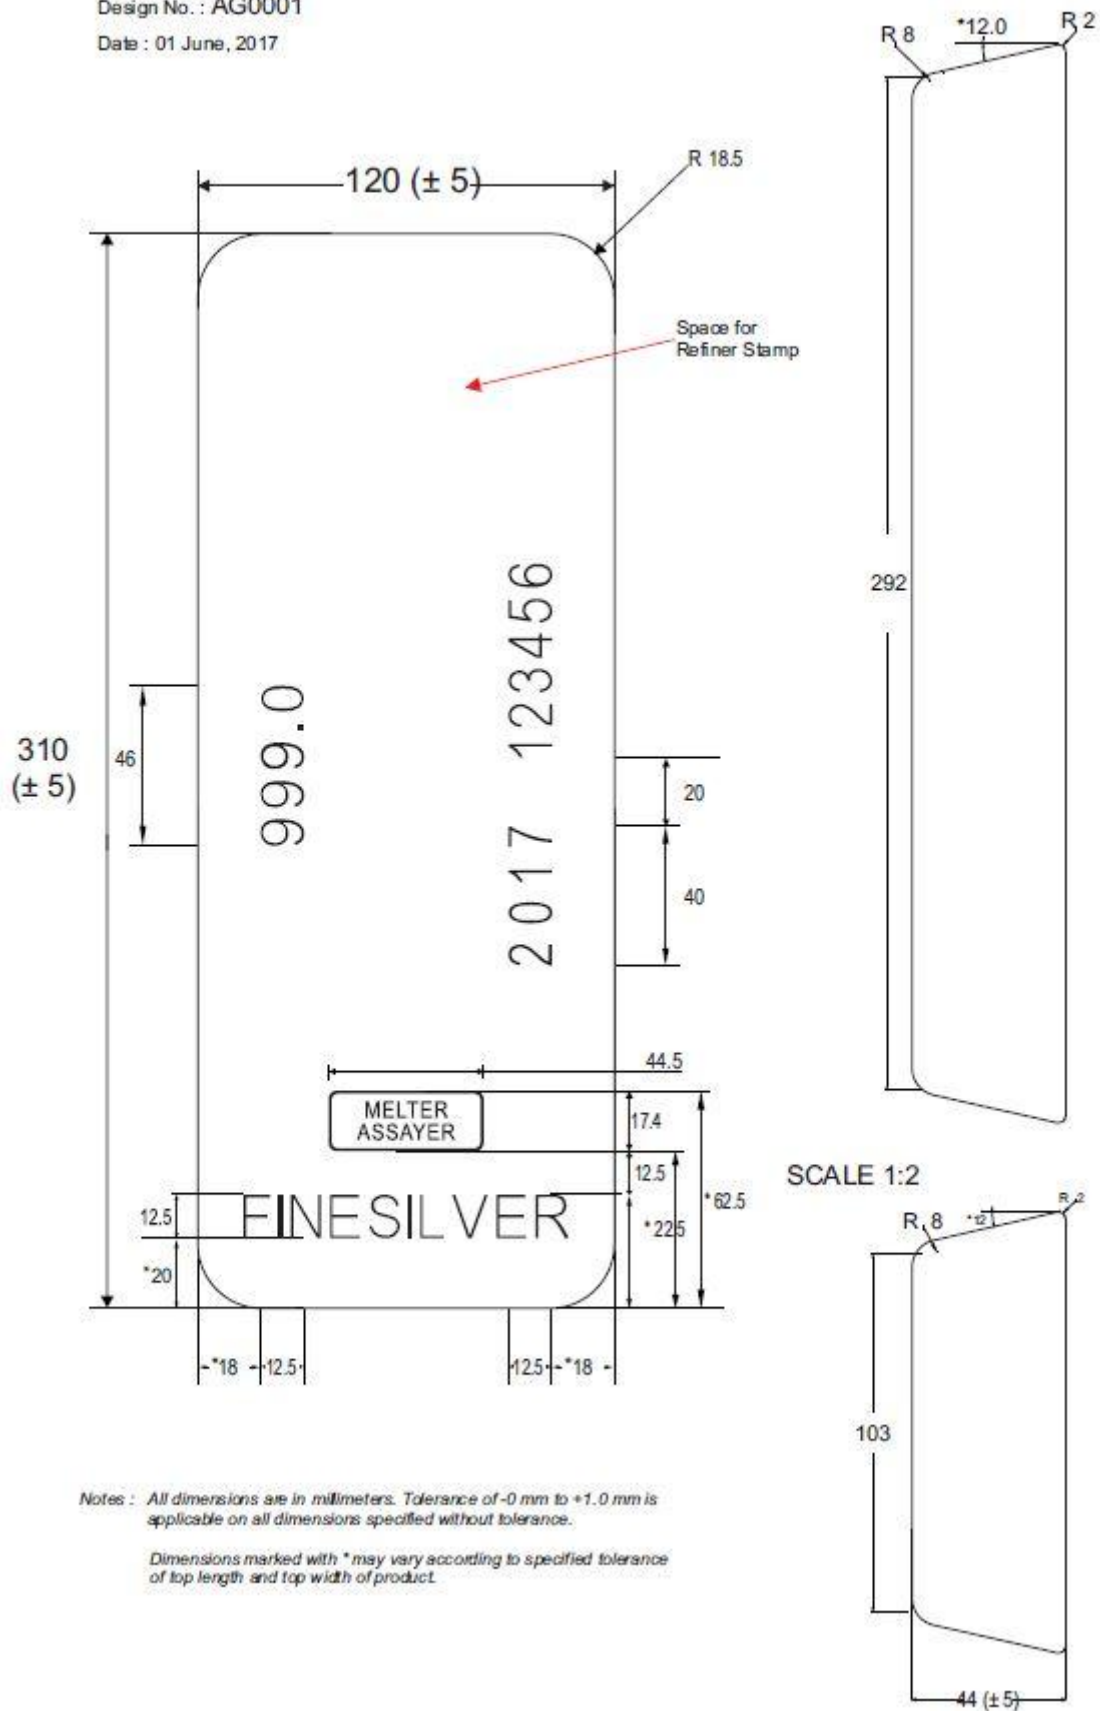 Design No. : AG0001
Date : 01 June, 2017
R 8
*12.0
R 2
120 (± 5)
R 18.5
Space for
Refiner Stamp
292
310
(± 5)
46
999.0
2017 123456
20
40
44.5
MELTER
ASSAYER
17.4
12.5
*62.5
*22.5
FINESILVER
12.5
*20
*18
12.5
12.5
*18
SCALE 1:2
R 8
*12
R 2
103
44 (± 5)
Notes : All dimensions are in millimeters. Tolerance of -0 mm to +1.0 mm is
applicable on all dimensions specified without tolerance.
Dimensions marked with * may vary according to specified tolerance
of top length and top width of product.